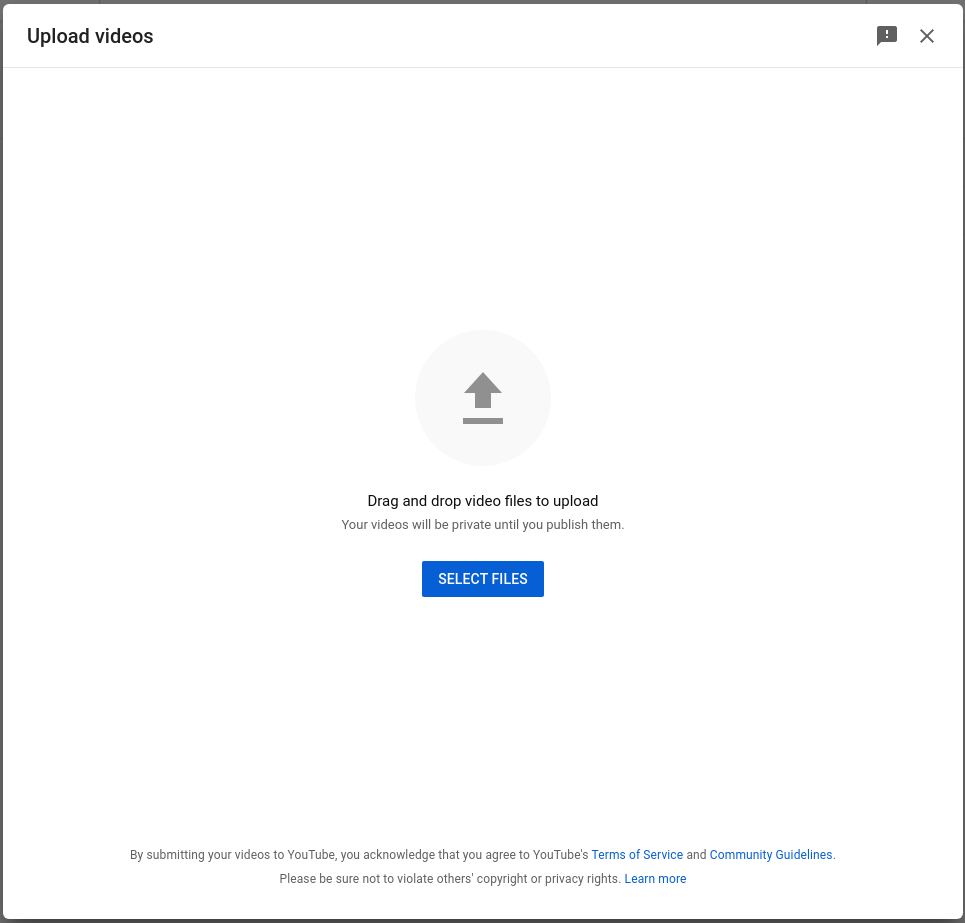 Upload videos
Drag and drop video files to upload
Your videos will be private until you publish them.
SELECT FILES
By submitting your videos to YouTube, you acknowledge that you agree to YouTube's Terms of Service and Community Guidelines.
Please be sure not to violate others' copyright or privacy rights. Learn more